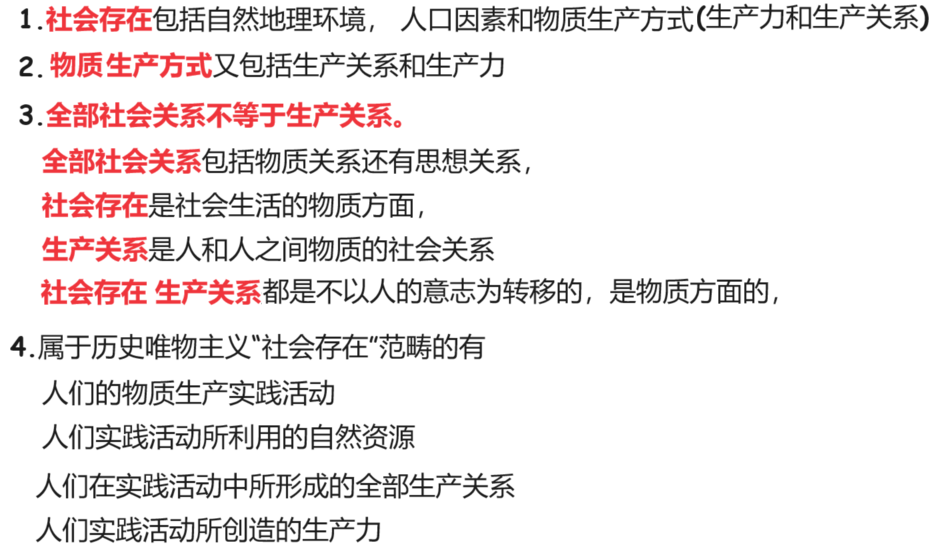 1.社会存在包括自然地理环境， 人口因素和物质生产方式(生产力和生产关系)
2. 物质生产方式又包括生产关系和生产力
3.全部社会关系不等于生产关系。
全部社会关系包括物质关系还有思想关系，
社会存在是社会生活的物质方面，
生产关系是人和人之间物质的社会关系
社会存在 生产关系都是不以人的意志为转移的，是物质方面的，
4.属于历史唯物主义“社会存在”范畴的有
人们的物质生产实践活动
人们实践活动所利用的自然资源
人们在实践活动中所形成的全部生产关系
人们实践活动所创造的生产力